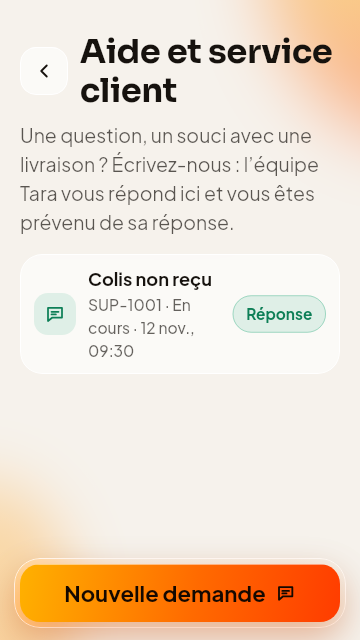 Aide et service
client
Une question, un souci avec une
livraison ? Écrivez-nous : l’équipe
Tara vous répond ici et vous êtes
prévenu de sa réponse.
Colis non reçu
SUP-1001 · En
cours · 12 nov.,
09:30
Réponse
Nouvelle demande